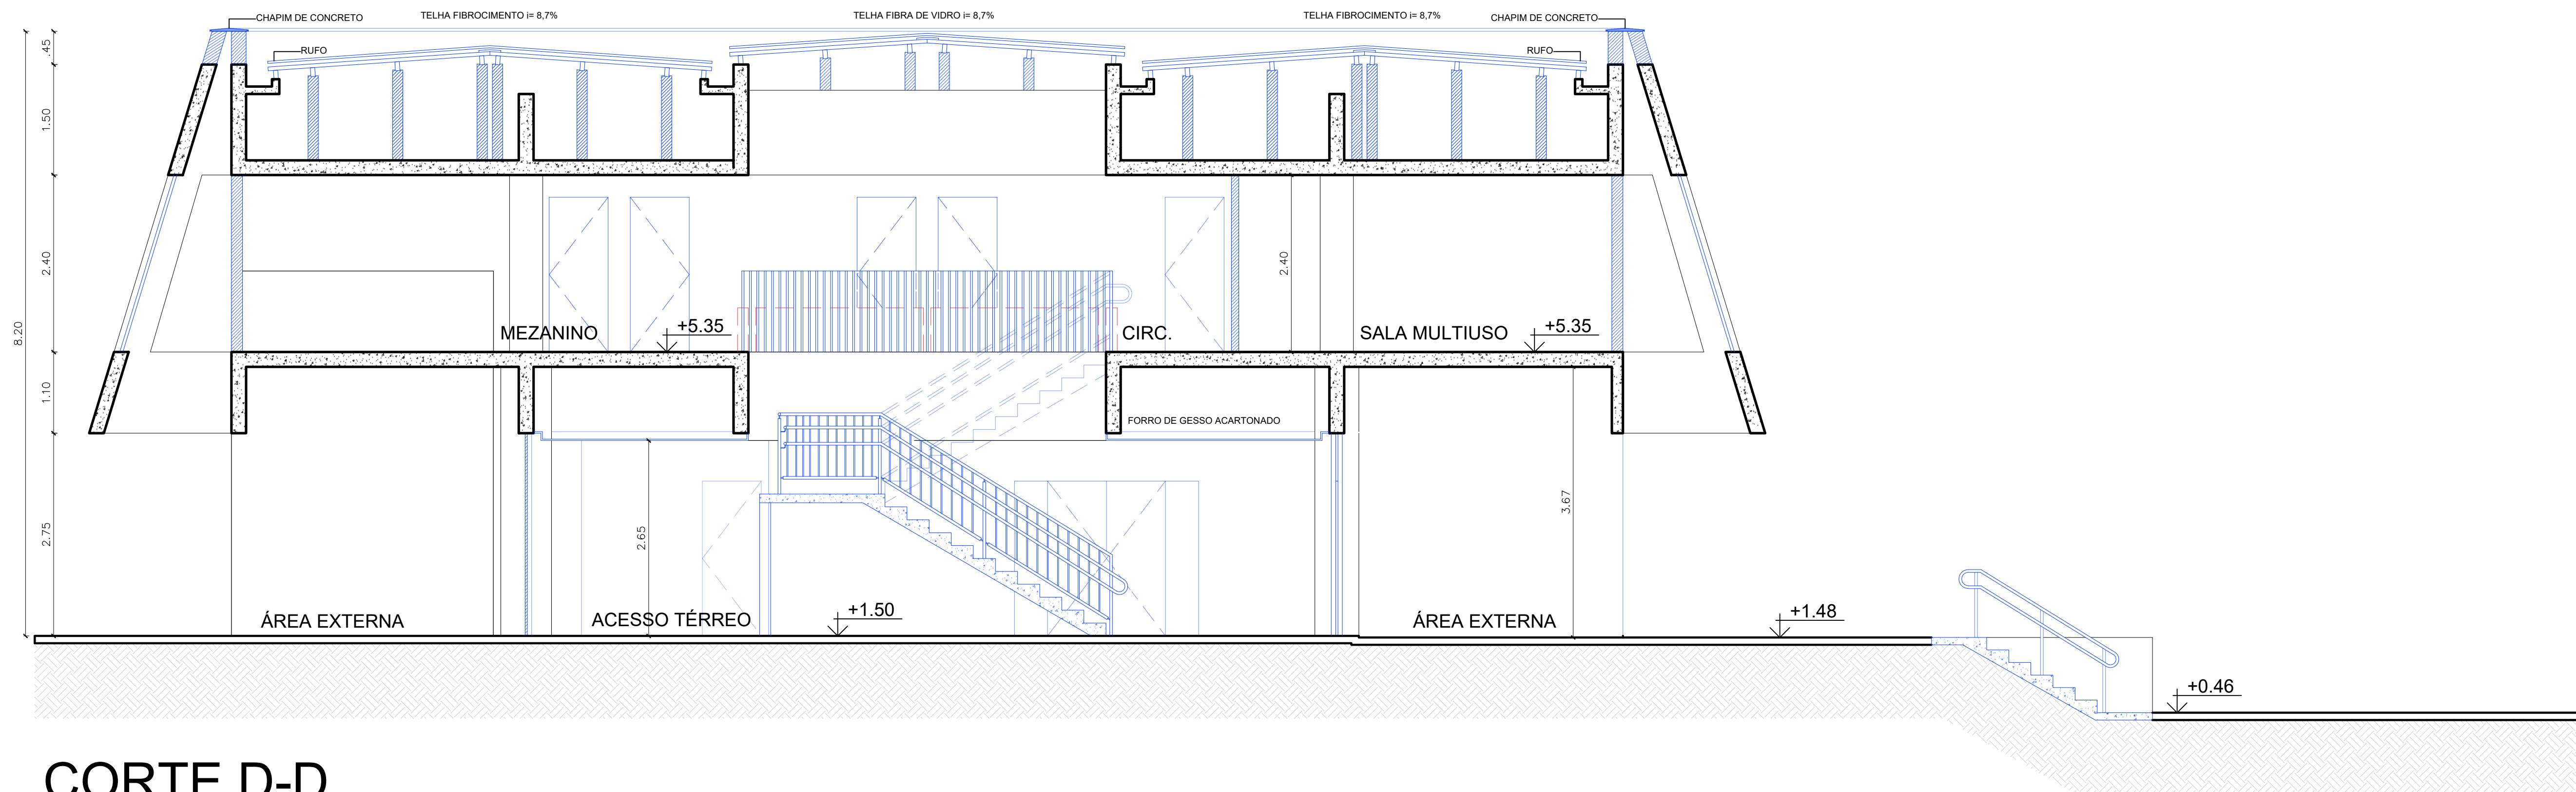 CHAPIM DE CONCRETO
TELHA FIBROCIMENTO i= 8,7%
TELHA FIBRA DE VIDRO i= 8,7%
TELHA FIBROCIMENTO i= 8,7%
CHAPIM DE CONCRETO
RUFO
RUFO
.45
1.50
2.40
8.20
1.10
2.75
2.40
MEZANINO
+5.35
CIRC.
SALA MULTIUSO
+5.35
FORRO DE GESSO ACARTONADO
2.65
3.67
ÁREA EXTERNA
ACESSO TÉRREO
+1.50
ÁREA EXTERNA
+1.48
+0.46
CORTE D-D